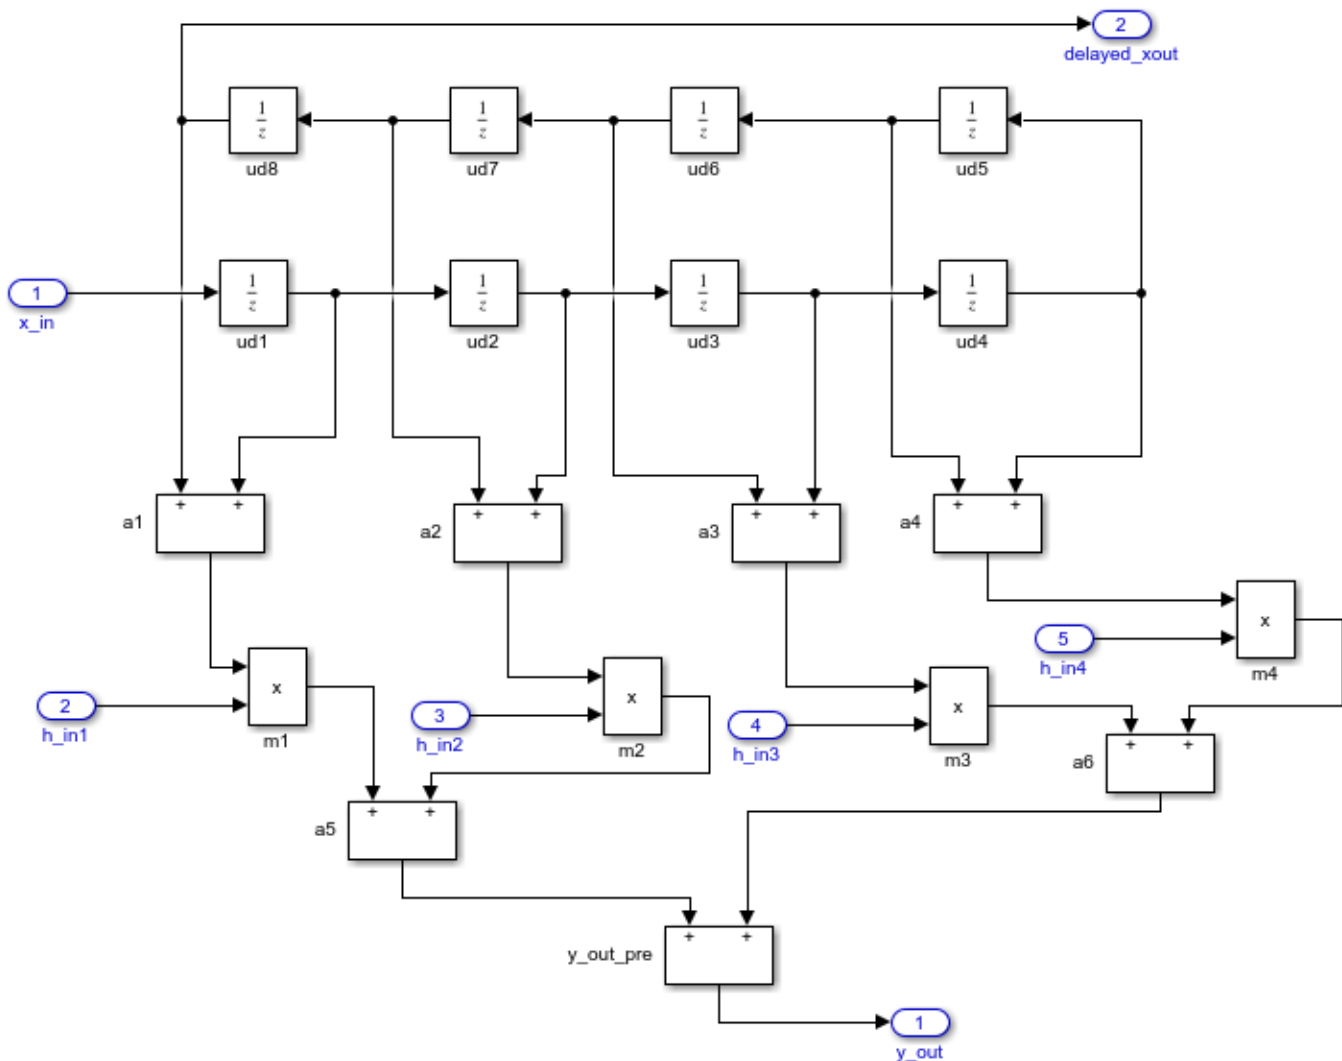 2
delayed_xout
1
z
1
z
1
z
1
z
ud8
ud7
ud6
ud5
1
x_in
1
z
1
z
1
z
1
z
ud1
ud2
ud3
ud4
a1
+ +
a2
+ +
a3
+ +
a4
+ +
2
h_in1
x
m1
3
h_in2
x
m2
4
h_in3
x
m3
5
h_in4
x
m4
a5
+ +
a6
+ +
y_out_pre
+ +
1
y_out